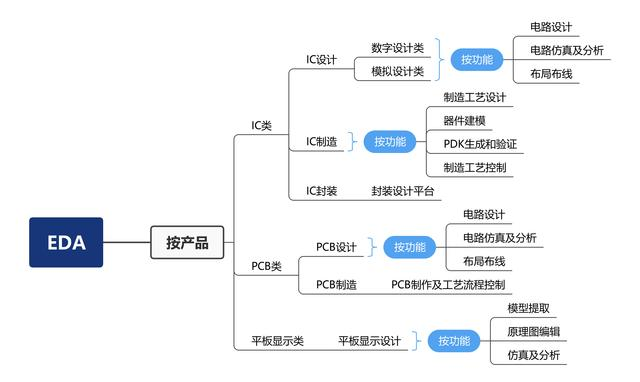 EDA
按产品
IC类
IC设计
数字设计类
模拟设计类
按功能
电路设计
电路仿真及分析
布局布线
IC制造
按功能
制造工艺设计
器件建模
PDK生成和验证
制造工艺控制
IC封装
封装设计平台
PCB类
PCB设计
按功能
电路设计
电路仿真及分析
布局布线
PCB制造
PCB制作及工艺流程控制
平板显示类
平板显示设计
按功能
模型提取
原理图编辑
仿真及分析